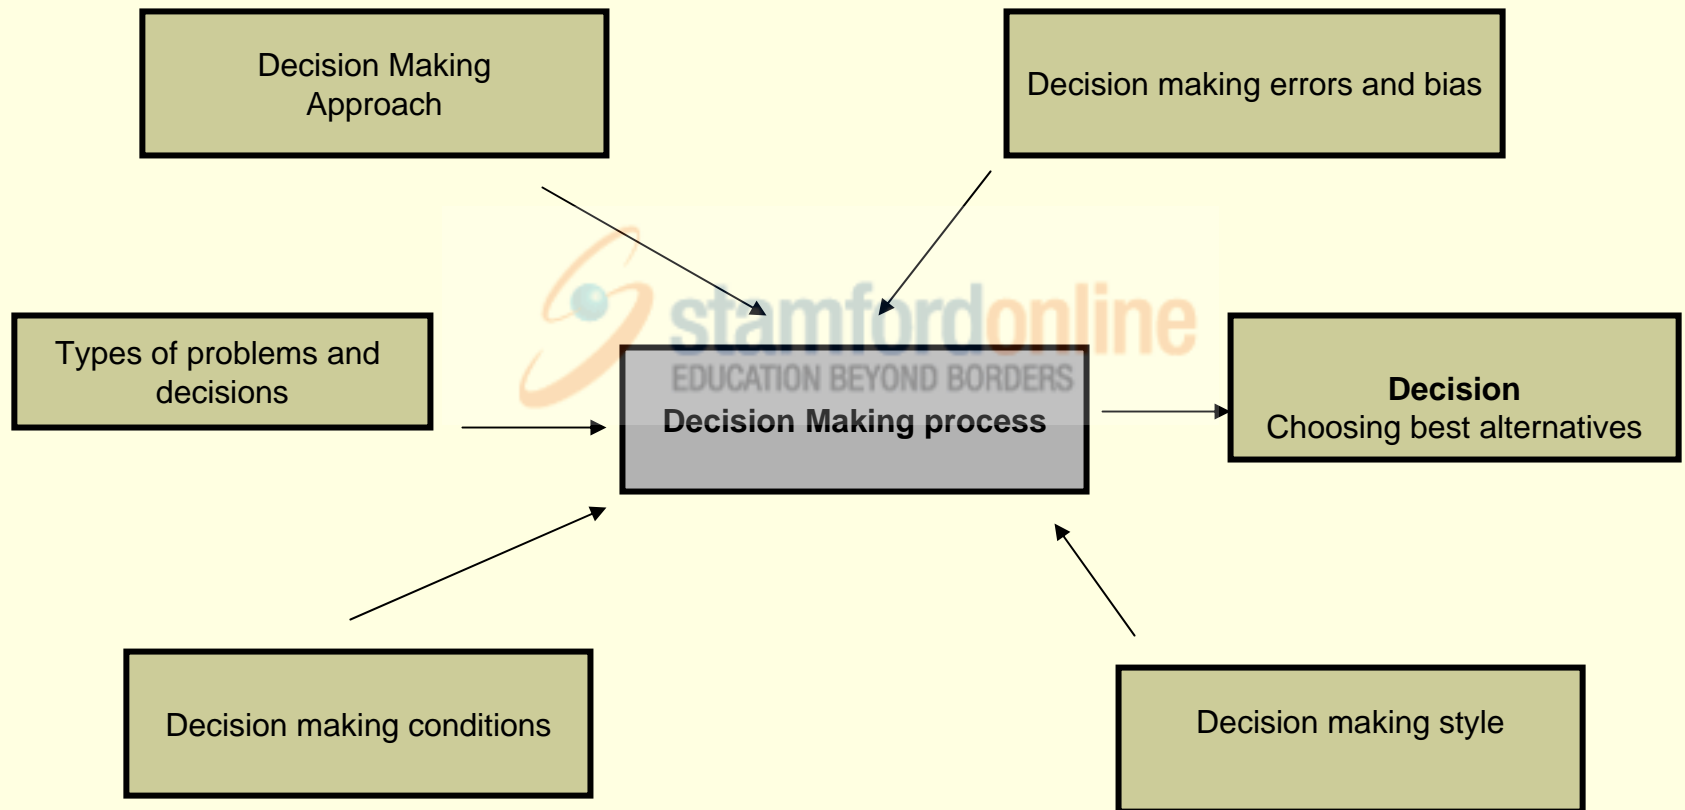 Decision Making
Approach
Decision making errors and bias
stamfordonline
EDUCATION BEYOND BORDERS
Types of problems and
decisions
Decision Making process
Decision
Choosing best alternatives
Decision making conditions
Decision making style